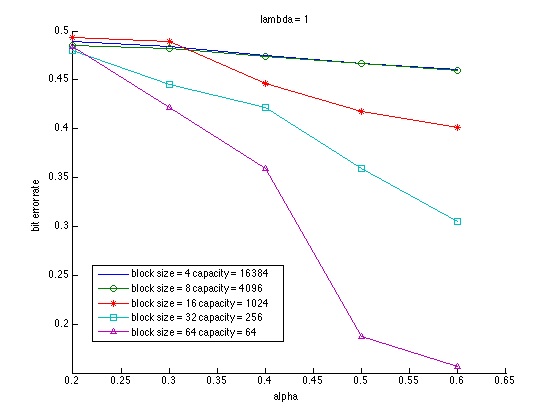 lambda = 1
0.5
0.45
0.4
0.35
0.3
0.25
0.2
bit error rate
block size = 4 capacity = 16384
block size = 8 capacity = 4096
block size = 16 capacity = 1024
block size = 32 capacity = 256
block size = 64 capacity = 64
0.2 0.25 0.3 0.35 0.4 0.45 0.5 0.55 0.6 0.65
alpha